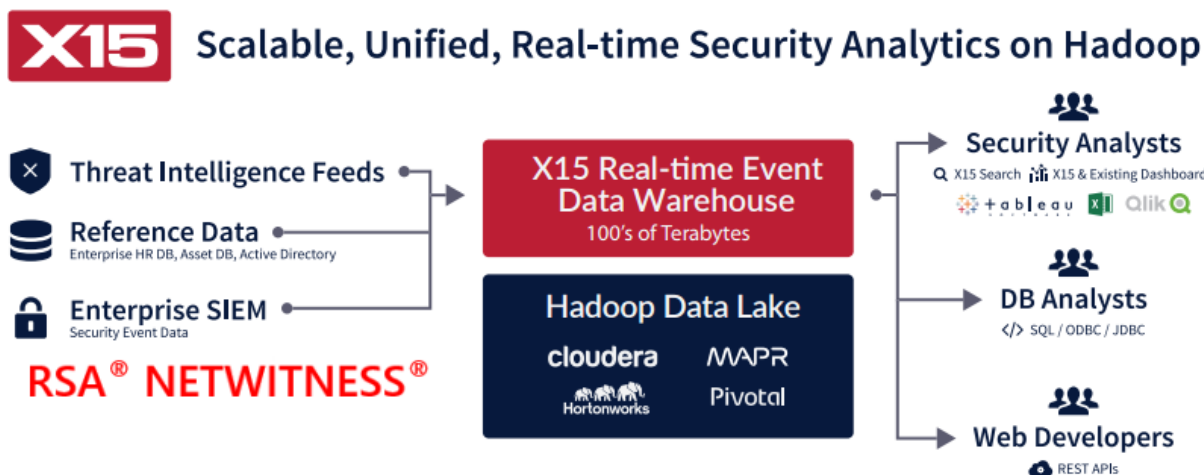 X15
Scalable, Unified, Real-time Security Analytics on Hadoop
Threat Intelligence Feeds
Reference Data
Enterprise HR DB, Asset DB, Active Directory
Enterprise SIEM
Security Event Data
RSA® NETWITNESS®
X15 Real-time Event
Data Warehouse
100's of Terabytes
Hadoop Data Lake
cloudera
MAPR
Hortonworks
Pivotal
Security Analysts
X15 Search
X15 & Existing Dashboard
+ableau
Qlik
DB Analysts
</> SQL / ODBC / JDBC
Web Developers
REST APIs